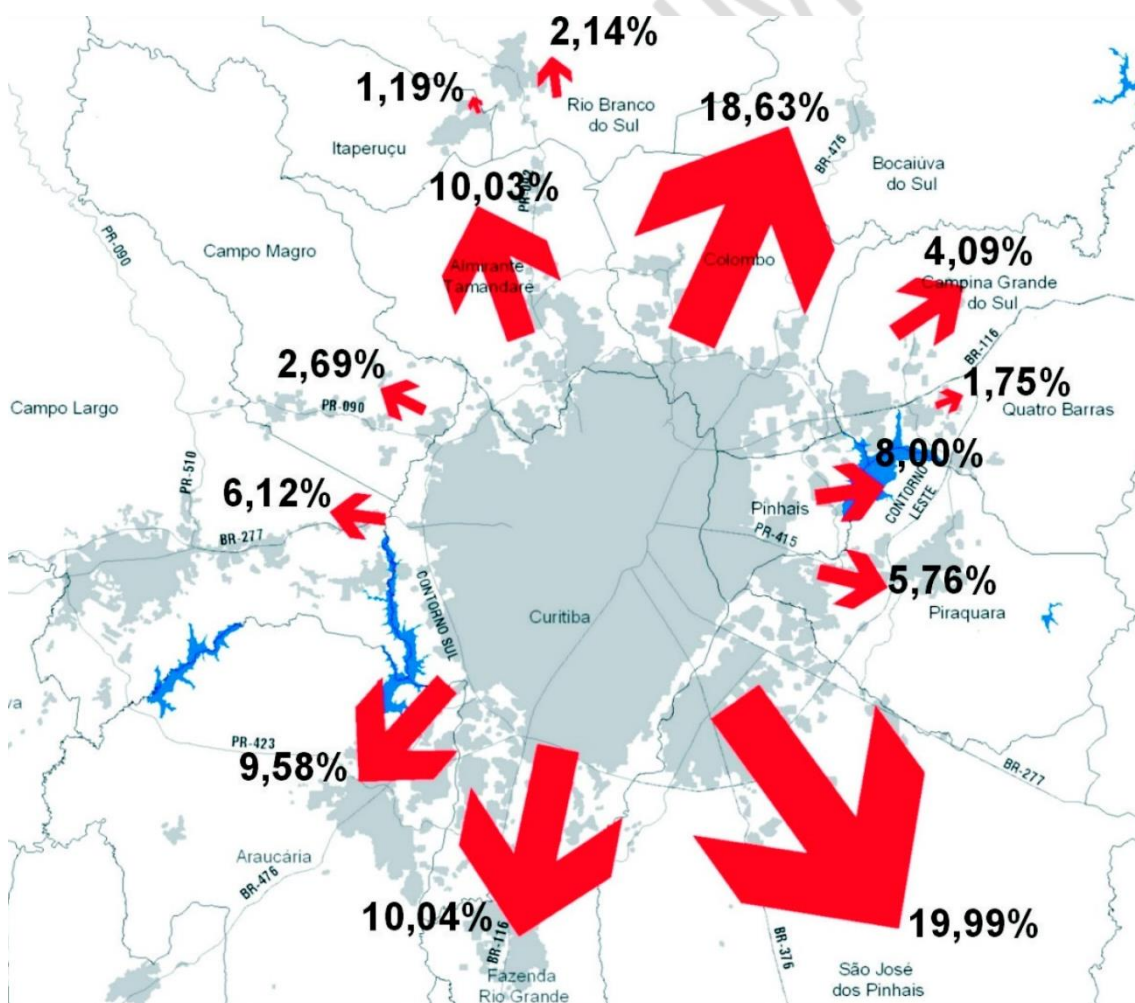 2,14%
1,19%
Rio Branco
do Sul
18,63%
Itaperuçu
BR-476
Bocaiúva
do Sul
10,03%
PR-092
PR-090
Campo Magro
4,09%
Colombo
Almirante
Tamandaré
Campina Grande
do Sul
BR-116
2,69%
1,75%
Campo Largo
PR-090
Quatro Barras
PR-510
8,00%
6,12%
CONTORNO
LESTE
Pinhais
BR-277
PR-415
5,76%
CONTORNO SUL
Curitiba
Piraquara
va
PR-423
9,58%
BR-277
Araucária
BR-476
10,04%
BR-116
19,99%
BR-376
Fazenda
Rio Grande
São José
dos Pinhais